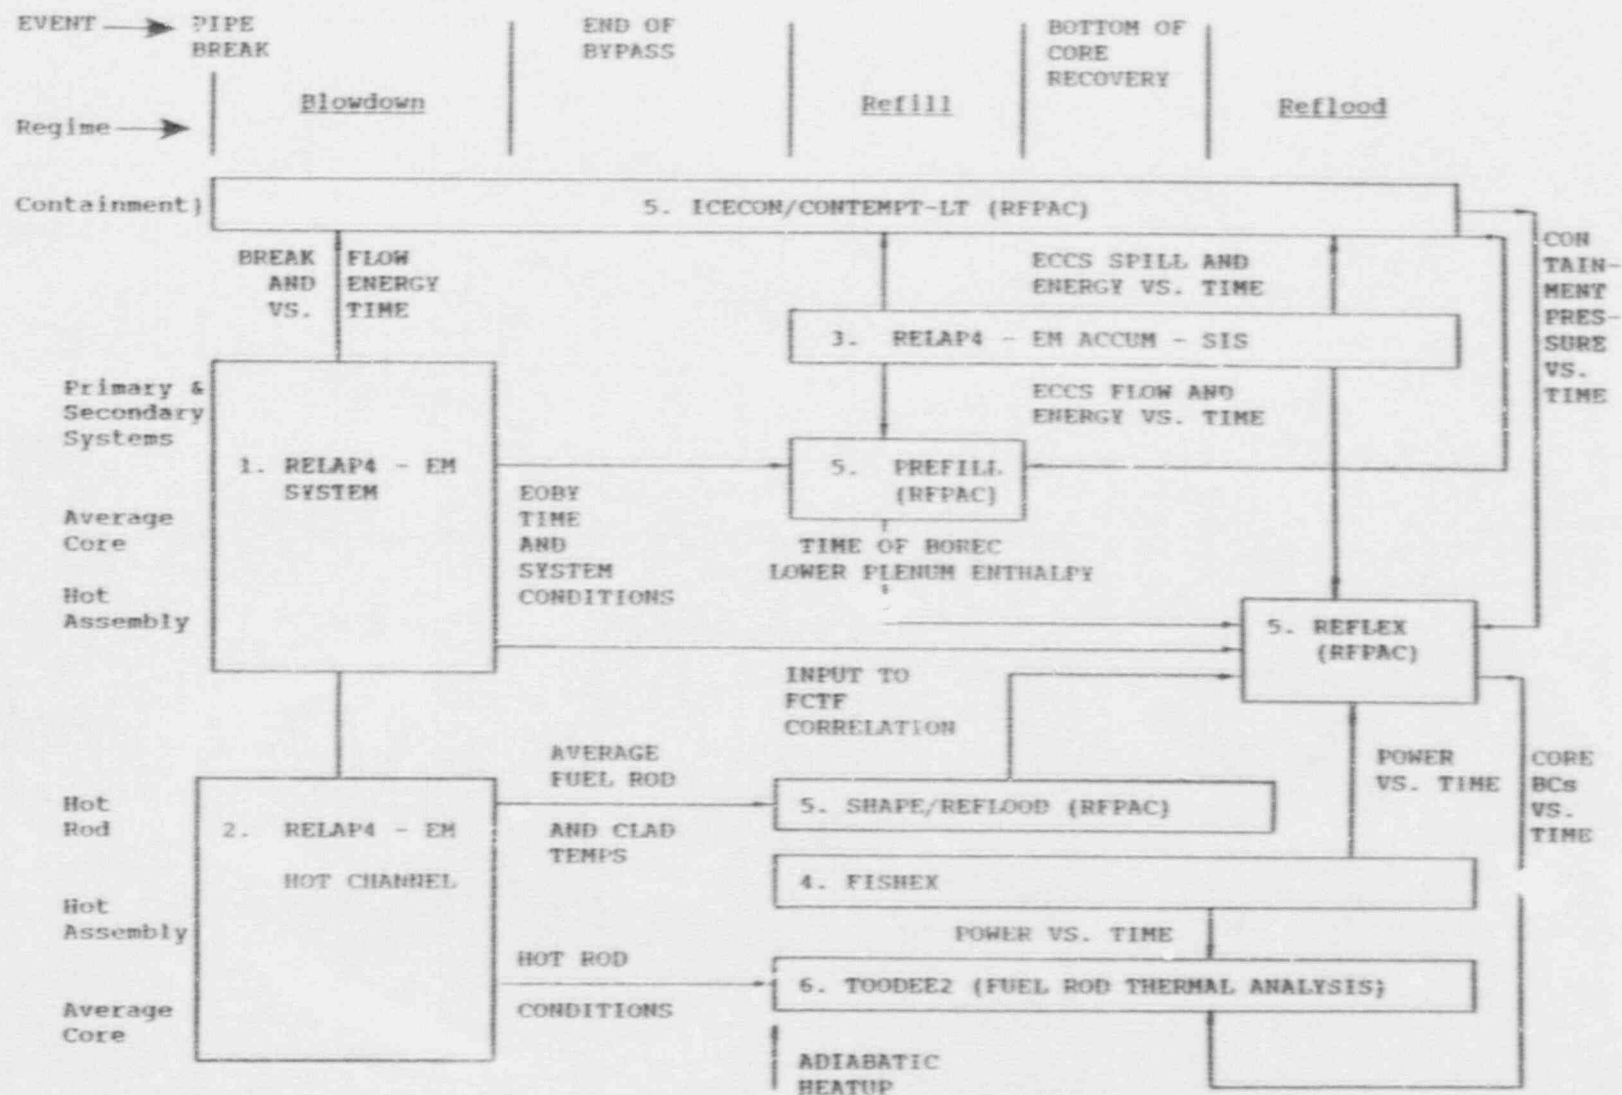 EVENT
PIPE
BREAK
END OF
BYPASS
BOTTOM OF
CORE
RECOVERY
Blowdown
Refill
Reflood
Regime
Containment)
5. ICECON/CONTEMPT-LT (RFPAC)
BREAK FLOW
AND ENERGY
VS. TIME
ECCS SPILL AND
ENERGY VS. TIME
CON
TAIN-
MENT
PRES-
SURE
VS.
TIME
3. RELAP4 - EM ACCUM - SIS
ECCS FLOW AND
ENERGY VS. TIME
Primary &
Secondary
Systems
1. RELAP4 - EM
SYSTEM
5. PREFILL
(RFPAC)
EOBY
TIME
AND
SYSTEM
CONDITIONS
TIME OF BOREC
LOWER PLENUM ENTHALPY
Average
Core
Hot
Assembly
5. REFLEX
(RFPAC)
INPUT TO
FCTF
CORRELATION
POWER
VS. TIME
CORE
BCs
VS.
TIME
AVERAGE
FUEL ROD
AND CLAD
TEMPS
5. SHAPE/REFLOOD (RFPAC)
Hot
Rod
2. RELAP4 - EM
HOT CHANNEL
4. FISHEX
Hot
Assembly
POWER VS. TIME
HOT ROD
CONDITIONS
6. TOODEE2 (FUEL ROD THERMAL ANALYSIS)
Average
Core
ADIABATIC
HEATUP